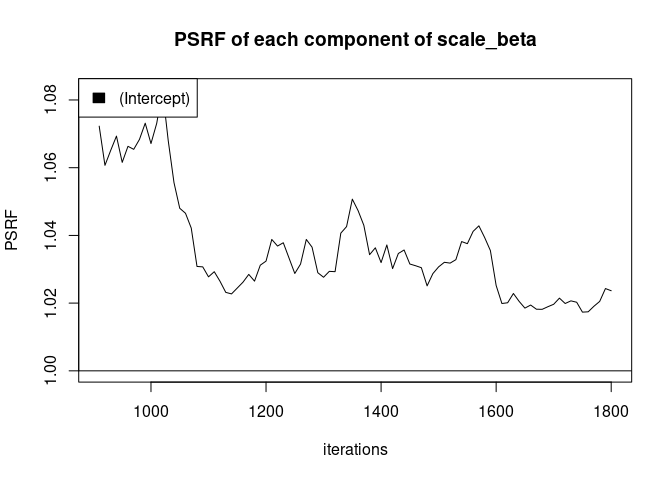 PSRF of each component of scale_beta
(Intercept)
PSRF
1.08
1.06
1.04
1.02
1.00
1000 1200 1400 1600 1800
iterations